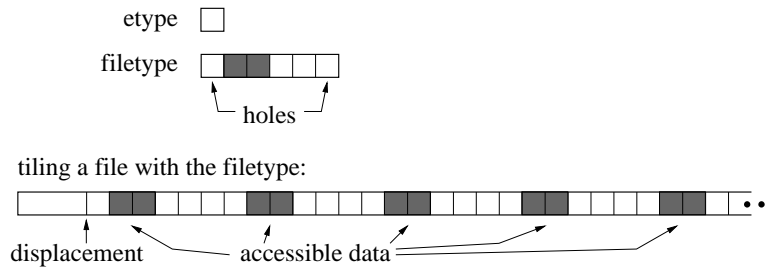 etype
filetype
holes
tiling a file with the filetype:
displacement accessible data